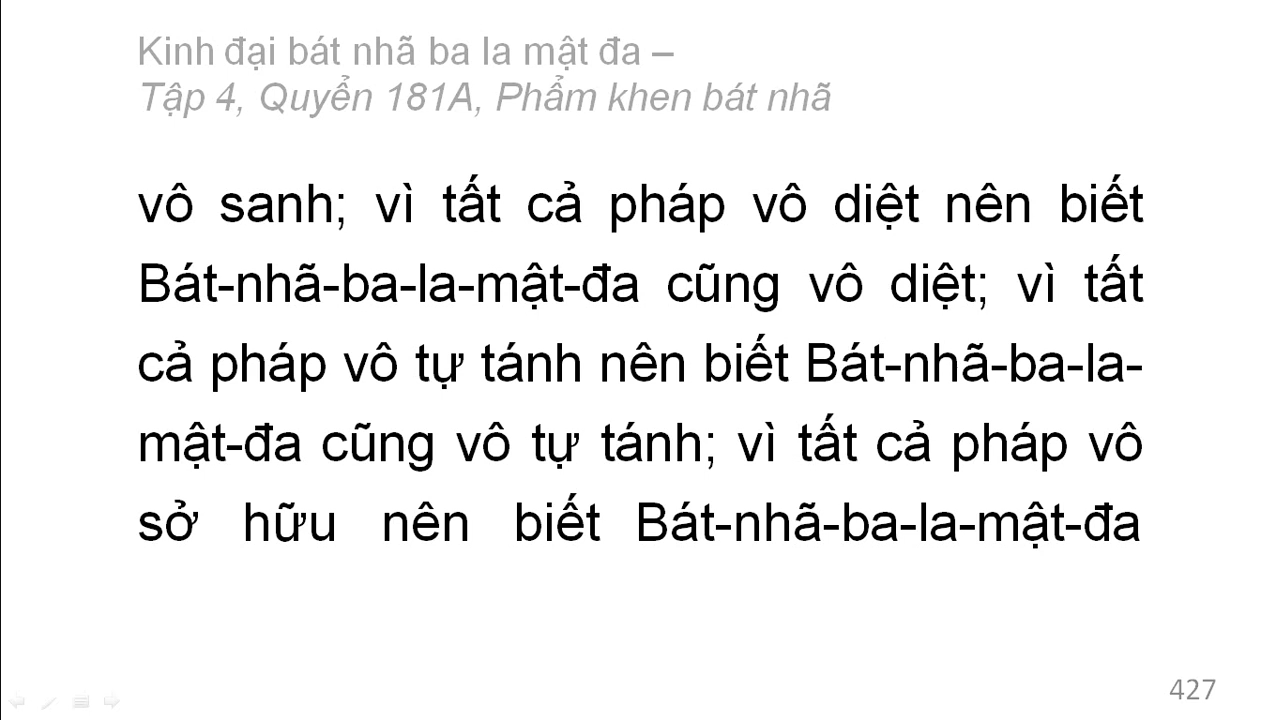 Kinh đại bát nhã ba la mật đa –
Tập 4, Quyển 181A, Phẩm khen bát nhã
vô sanh; vì tất cả pháp vô diệt nên biết
Bát-nhã-ba-la-mật-đa cũng vô diệt; vì tất
cả pháp vô tự tánh nên biết Bát-nhã-ba-la-
mật-đa cũng vô tự tánh; vì tất cả pháp vô
sở hữu nên biết Bát-nhã-ba-la-mật-đa
427